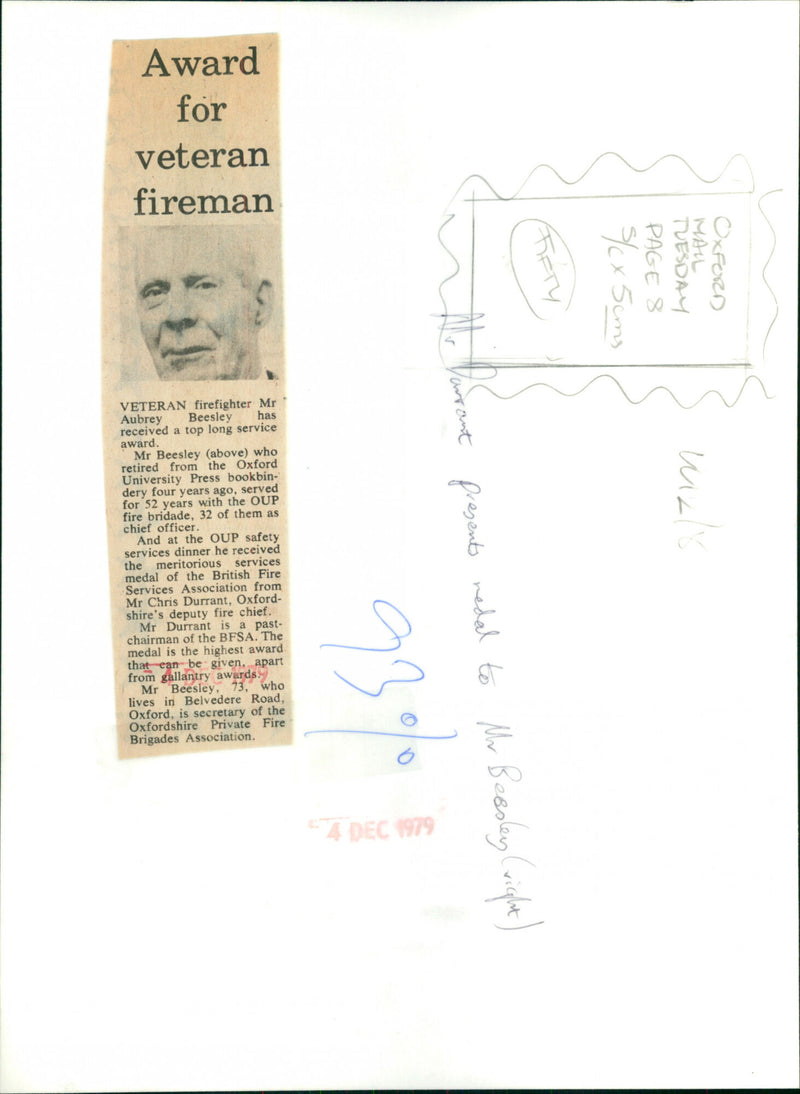 Award
for
veteran
fireman
VETERAN firefighter Mr
Aubrey Beesley has
received a top long service
award.
Mr Beesley (above) who
retired from the Oxford
University Press bookbin-
dery four years ago, served
for 52 years with the OUP
fire bridade, 32 of them as
chief officer.
And at the OUP safety
services dinner he received
the meritorious services
medal of the British Fire
Services Association from
Mr Chris Durrant, Oxford-
shire's deputy fire chief.
Mr Durrant is a past-
chairman of the BFSA. The
medal is the highest award
that can be given, apart
from gallantry awards.
Mr Beesley, 73, who
lives in Belvedere Road,
Oxford, is secretary of the
Oxfordshire Private Fire
Brigades Association.
- 4 DEC 1979
OXFORD
MAIL
TUESDAY
PAGE 8
S/C x 5cms
FIFTY
Mr Durrant presents medal to Mr Beesley (right)
93%
- 4 DEC 1979